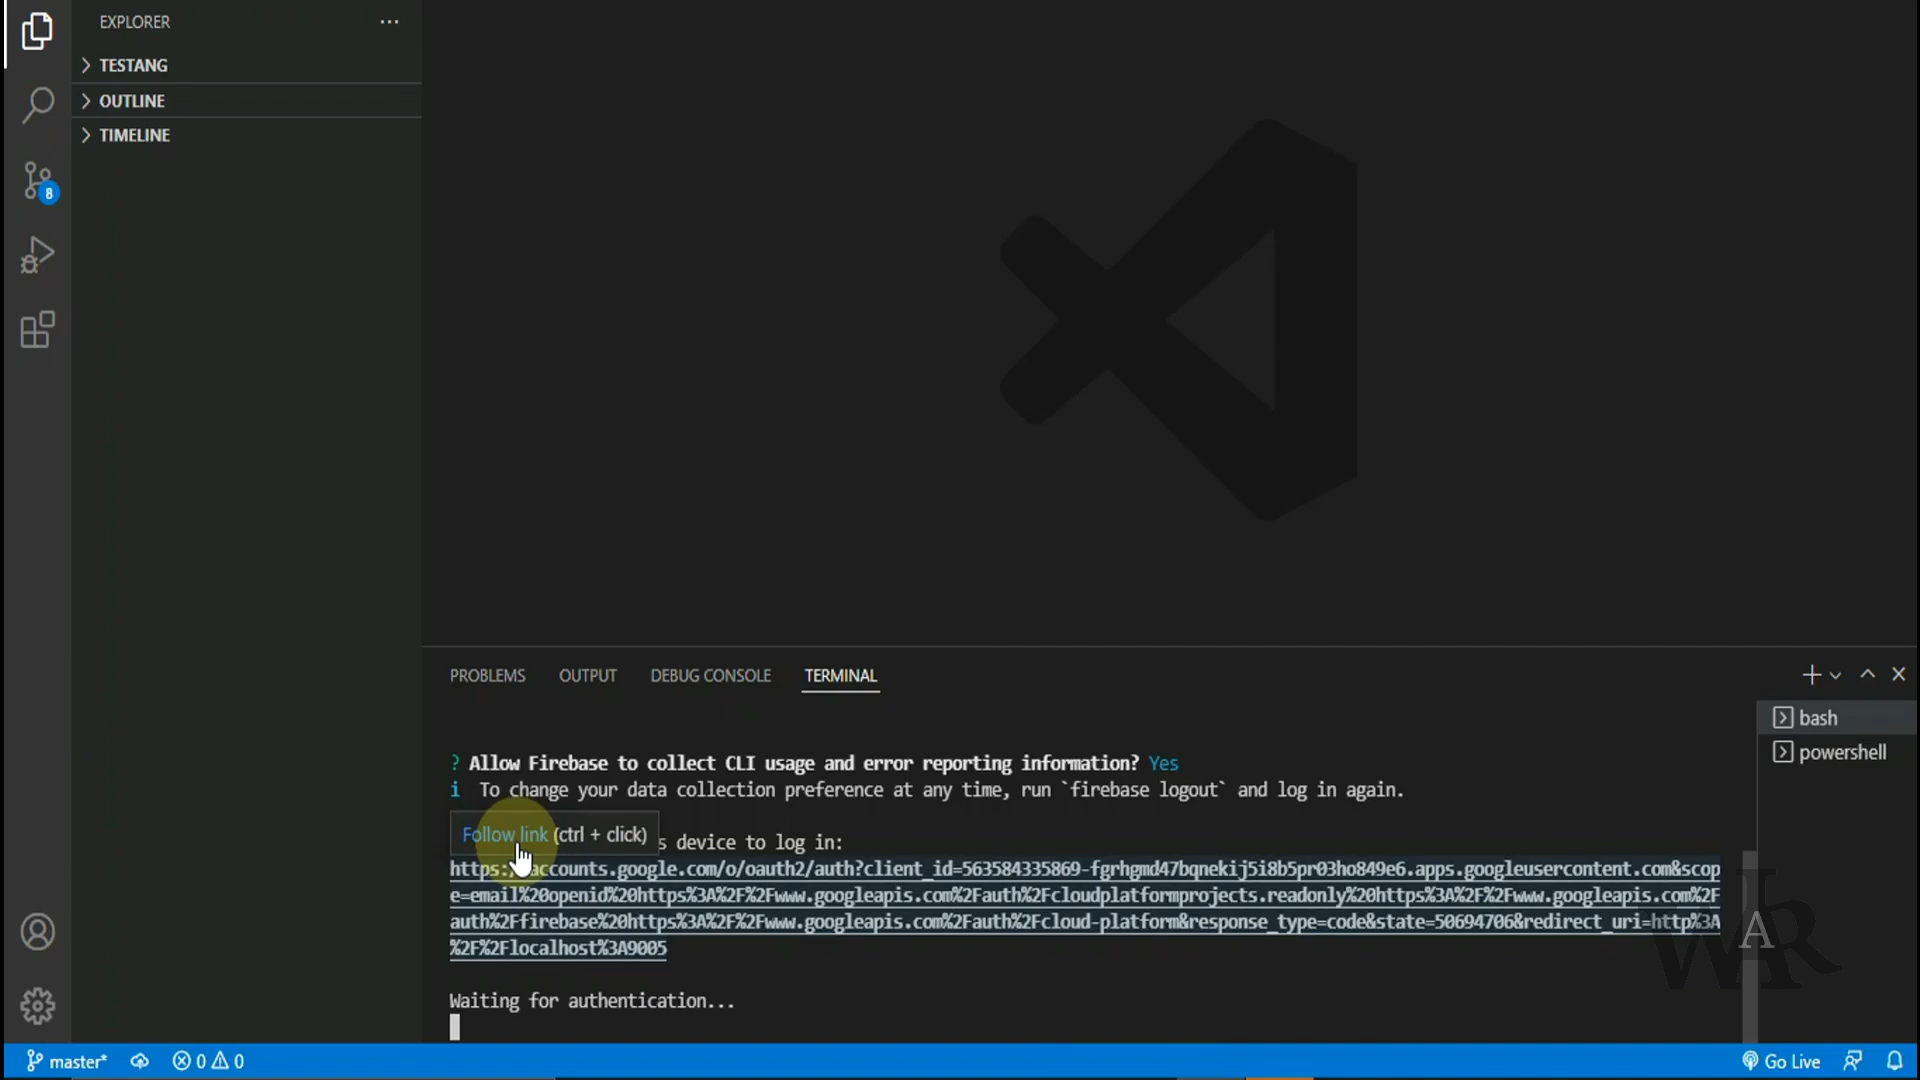 EXPLORER
TESTANG
OUTLINE
TIMELINE
8
PROBLEMS OUTPUT DEBUG CONSOLE TERMINAL
bash
powershell
? Allow Firebase to collect CLI usage and error reporting information? Yes
i To change your data collection preference at any time, run `firebase logout` and log in again.
Follow link (ctrl + click)
s device to log in:
https://accounts.google.com/o/oauth2/auth?client_id=563584335869-fgrhgmd47bqnekij5i8b5pr03ho849e6.apps.googleusercontent.com&scop
e=email%20openid%20https%3A%2F%2Fwww.googleapis.com%2Fauth%2Fcloudplatformprojects.readonly%20https%3A%2F%2Fwww.googleapis.com%2F
auth%2Ffirebase%20https%3A%2F%2Fwww.googleapis.com%2Fauth%2Fcloud-platform&response_type=code&state=50694706&redirect_uri=http%3A
%2F%2Flocalhost%3A9005
Waiting for authentication...
master* 0 0 Go Live